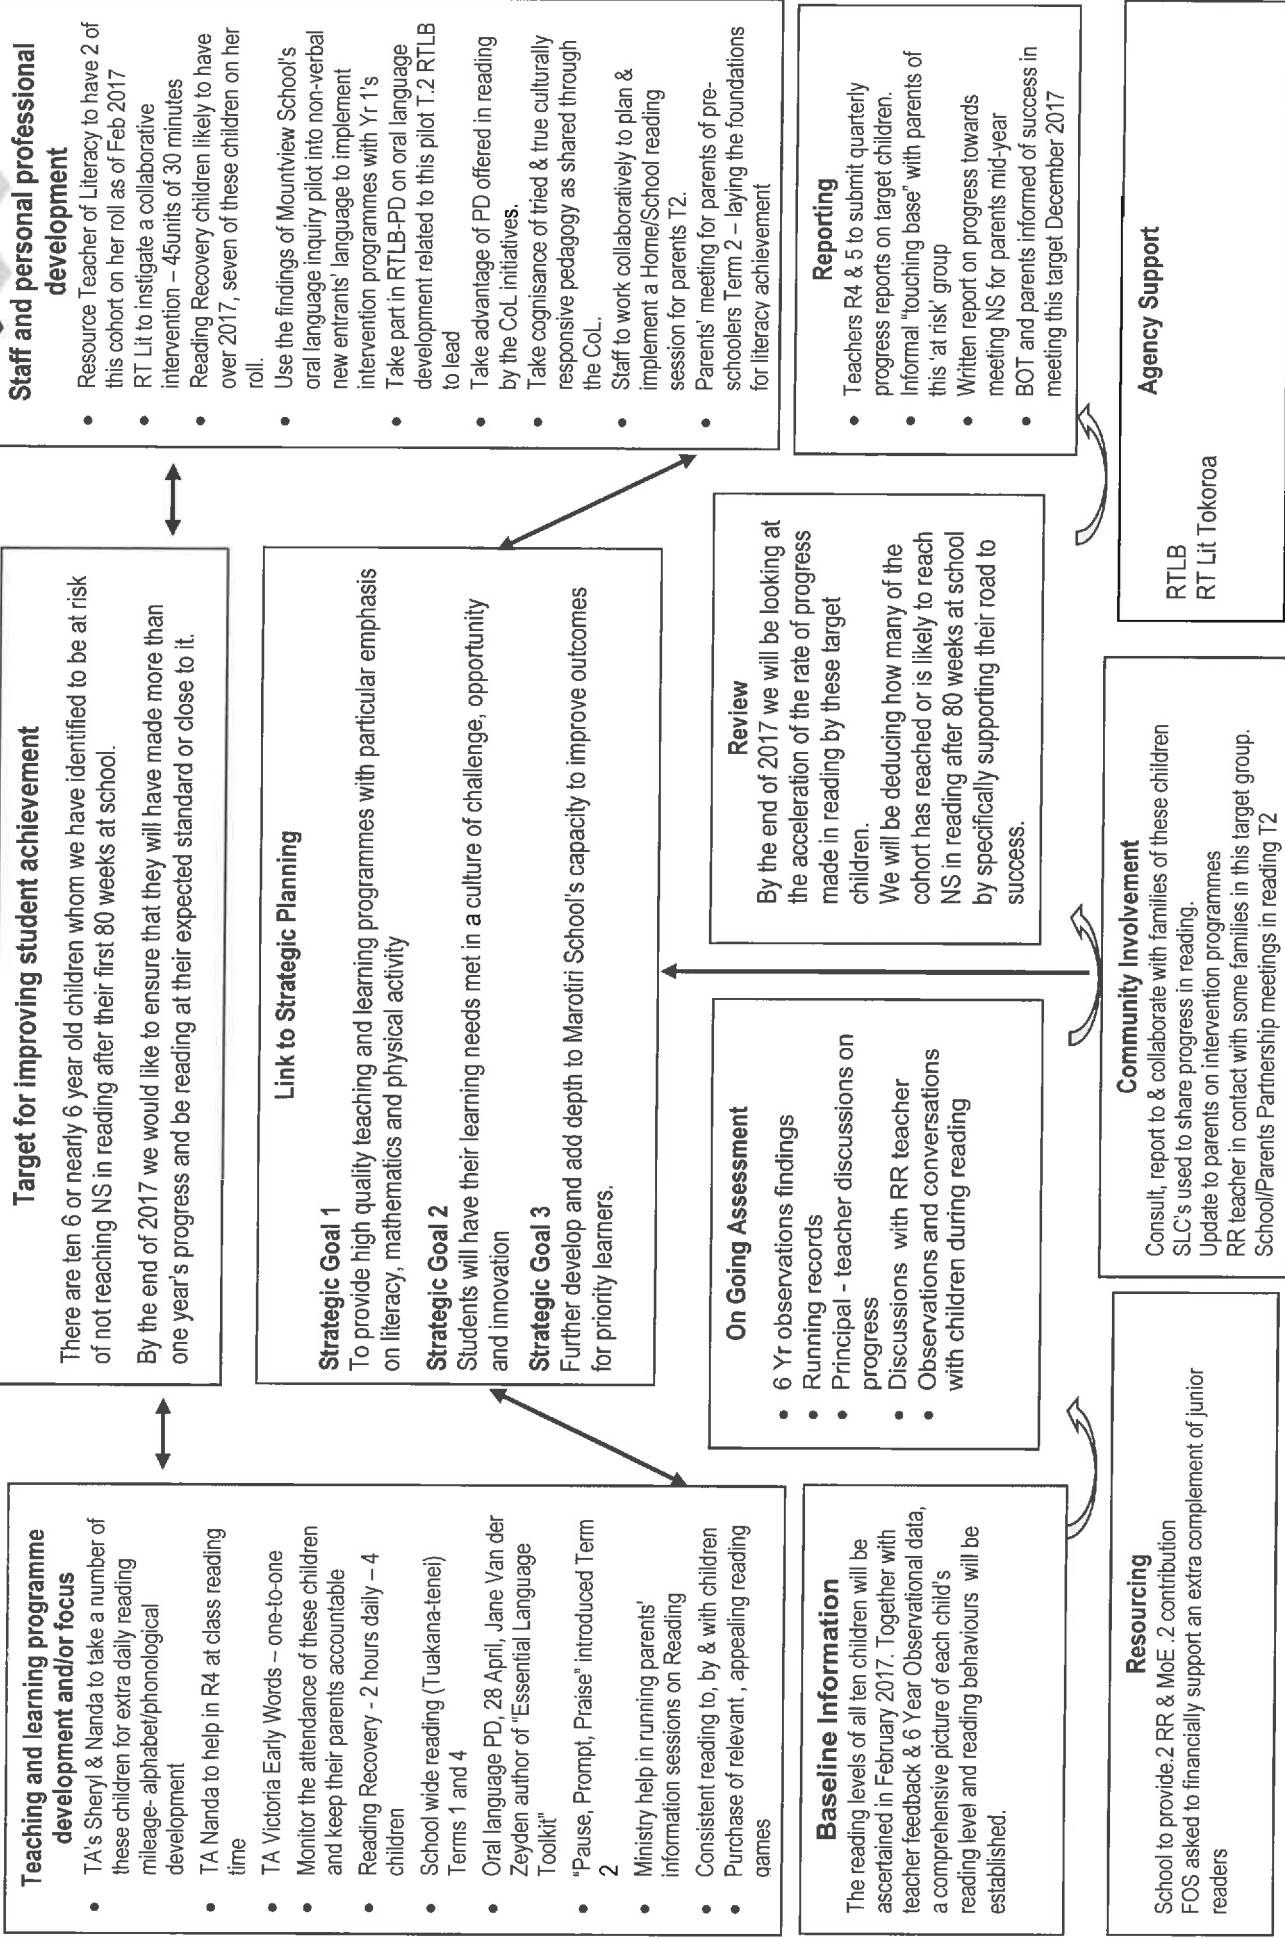 Teaching and learning programme
development and/or focus
• TA's Sheryl & Nanda to take a number of
these children for extra daily reading
mileage- alphabet/phonological
development
• TA Nanda to help in R4 at class reading
time
• TA Victoria Early Words – one-to-one
• Monitor the attendance of these children
and keep their parents accountable
• Reading Recovery - 2 hours daily – 4
children
• School wide reading (Tuakana-tenei)
Terms 1 and 4
• Oral language PD, 28 April, Jane Van der
Zeyden author of "Essential Language
Toolkit"
• "Pause, Prompt, Praise" introduced Term
2
• Ministry help in running parents'
information sessions on Reading
• Consistent reading to, by & with children
• Purchase of relevant , appealing reading
games
Target for improving student achievement
There are ten 6 or nearly 6 year old children whom we have identified to be at risk
of not reaching NS in reading after their first 80 weeks at school.
By the end of 2017 we would like to ensure that they will have made more than
one year's progress and be reading at their expected standard or close to it.
Link to Strategic Planning
Strategic Goal 1
To provide high quality teaching and learning programmes with particular emphasis
on literacy, mathematics and physical activity
Strategic Goal 2
Students will have their learning needs met in a culture of challenge, opportunity
and innovation
Strategic Goal 3
Further develop and add depth to Marotiri School's capacity to improve outcomes
for priority learners.
Staff and personal professional
development
• Resource Teacher of Literacy to have 2 of
this cohort on her roll as of Feb 2017
• RT Lit to instigate a collaborative
intervention – 45units of 30 minutes
• Reading Recovery children likely to have
over 2017, seven of these children on her
roll.
• Use the findings of Mountview School's
oral language inquiry pilot into non-verbal
new entrants' language to implement
intervention programmes with Yr 1's
• Take part in RTLB-PD on oral language
development related to this pilot T.2 RTLB
to lead
• Take advantage of PD offered in reading
by the CoL initiatives.
• Take cognisance of tried & true culturally
responsive pedagogy as shared through
the CoL.
• Staff to work collaboratively to plan &
implement a Home/School reading
session for parents T2.
• Parents' meeting for parents of pre-
schoolers Term 2 – laying the foundations
for literacy achievement
Baseline Information
The reading levels of all ten children will be
ascertained in February 2017. Together with
teacher feedback & 6 Year Observational data,
a comprehensive picture of each child's
reading level and reading behaviours will be
established.
On Going Assessment
• 6 Yr observations findings
• Running records
• Principal - teacher discussions on
progress
• Discussions with RR teacher
• Observations and conversations
with children during reading
Review
By the end of 2017 we will be looking at
the acceleration of the rate of progress
made in reading by these target
children.
We will be deducing how many of the
cohort has reached or is likely to reach
NS in reading after 80 weeks at school
by specifically supporting their road to
success.
Reporting
• Teachers R4 & 5 to submit quarterly
progress reports on target children.
• Informal "touching base" with parents of
this 'at risk' group
• Written report on progress towards
meeting NS for parents mid-year
• BOT and parents informed of success in
meeting this target December 2017
Resourcing
School to provide.2 RR & MoE .2 contribution
FOS asked to financially support an extra complement of junior
readers
Community Involvement
Consult, report to & collaborate with families of these children
SLC's used to share progress in reading.
Update to parents on intervention programmes
RR teacher in contact with some families in this target group.
School/Parents Partnership meetings in reading T2
Agency Support
RTLB
RT Lit Tokoroa